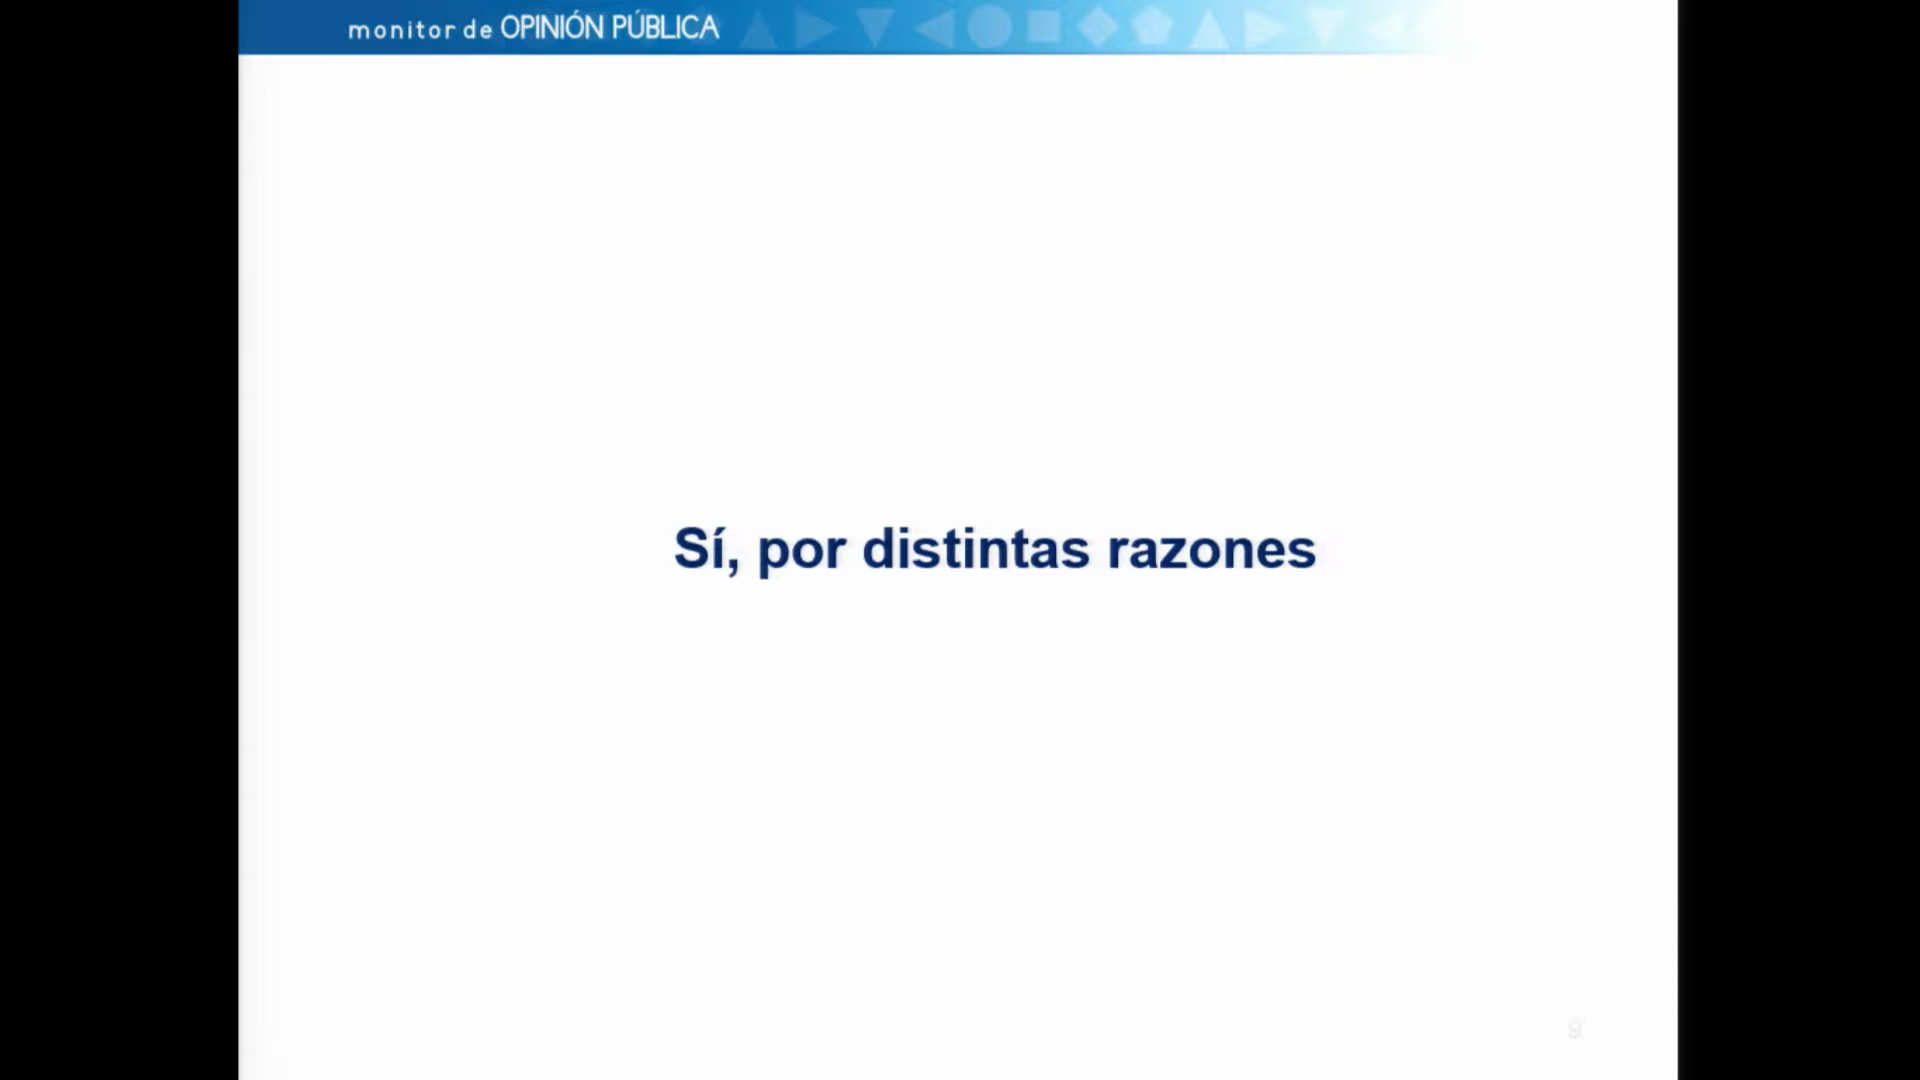 monitor de OPINIÓN PÚBLICA
Sí, por distintas razones